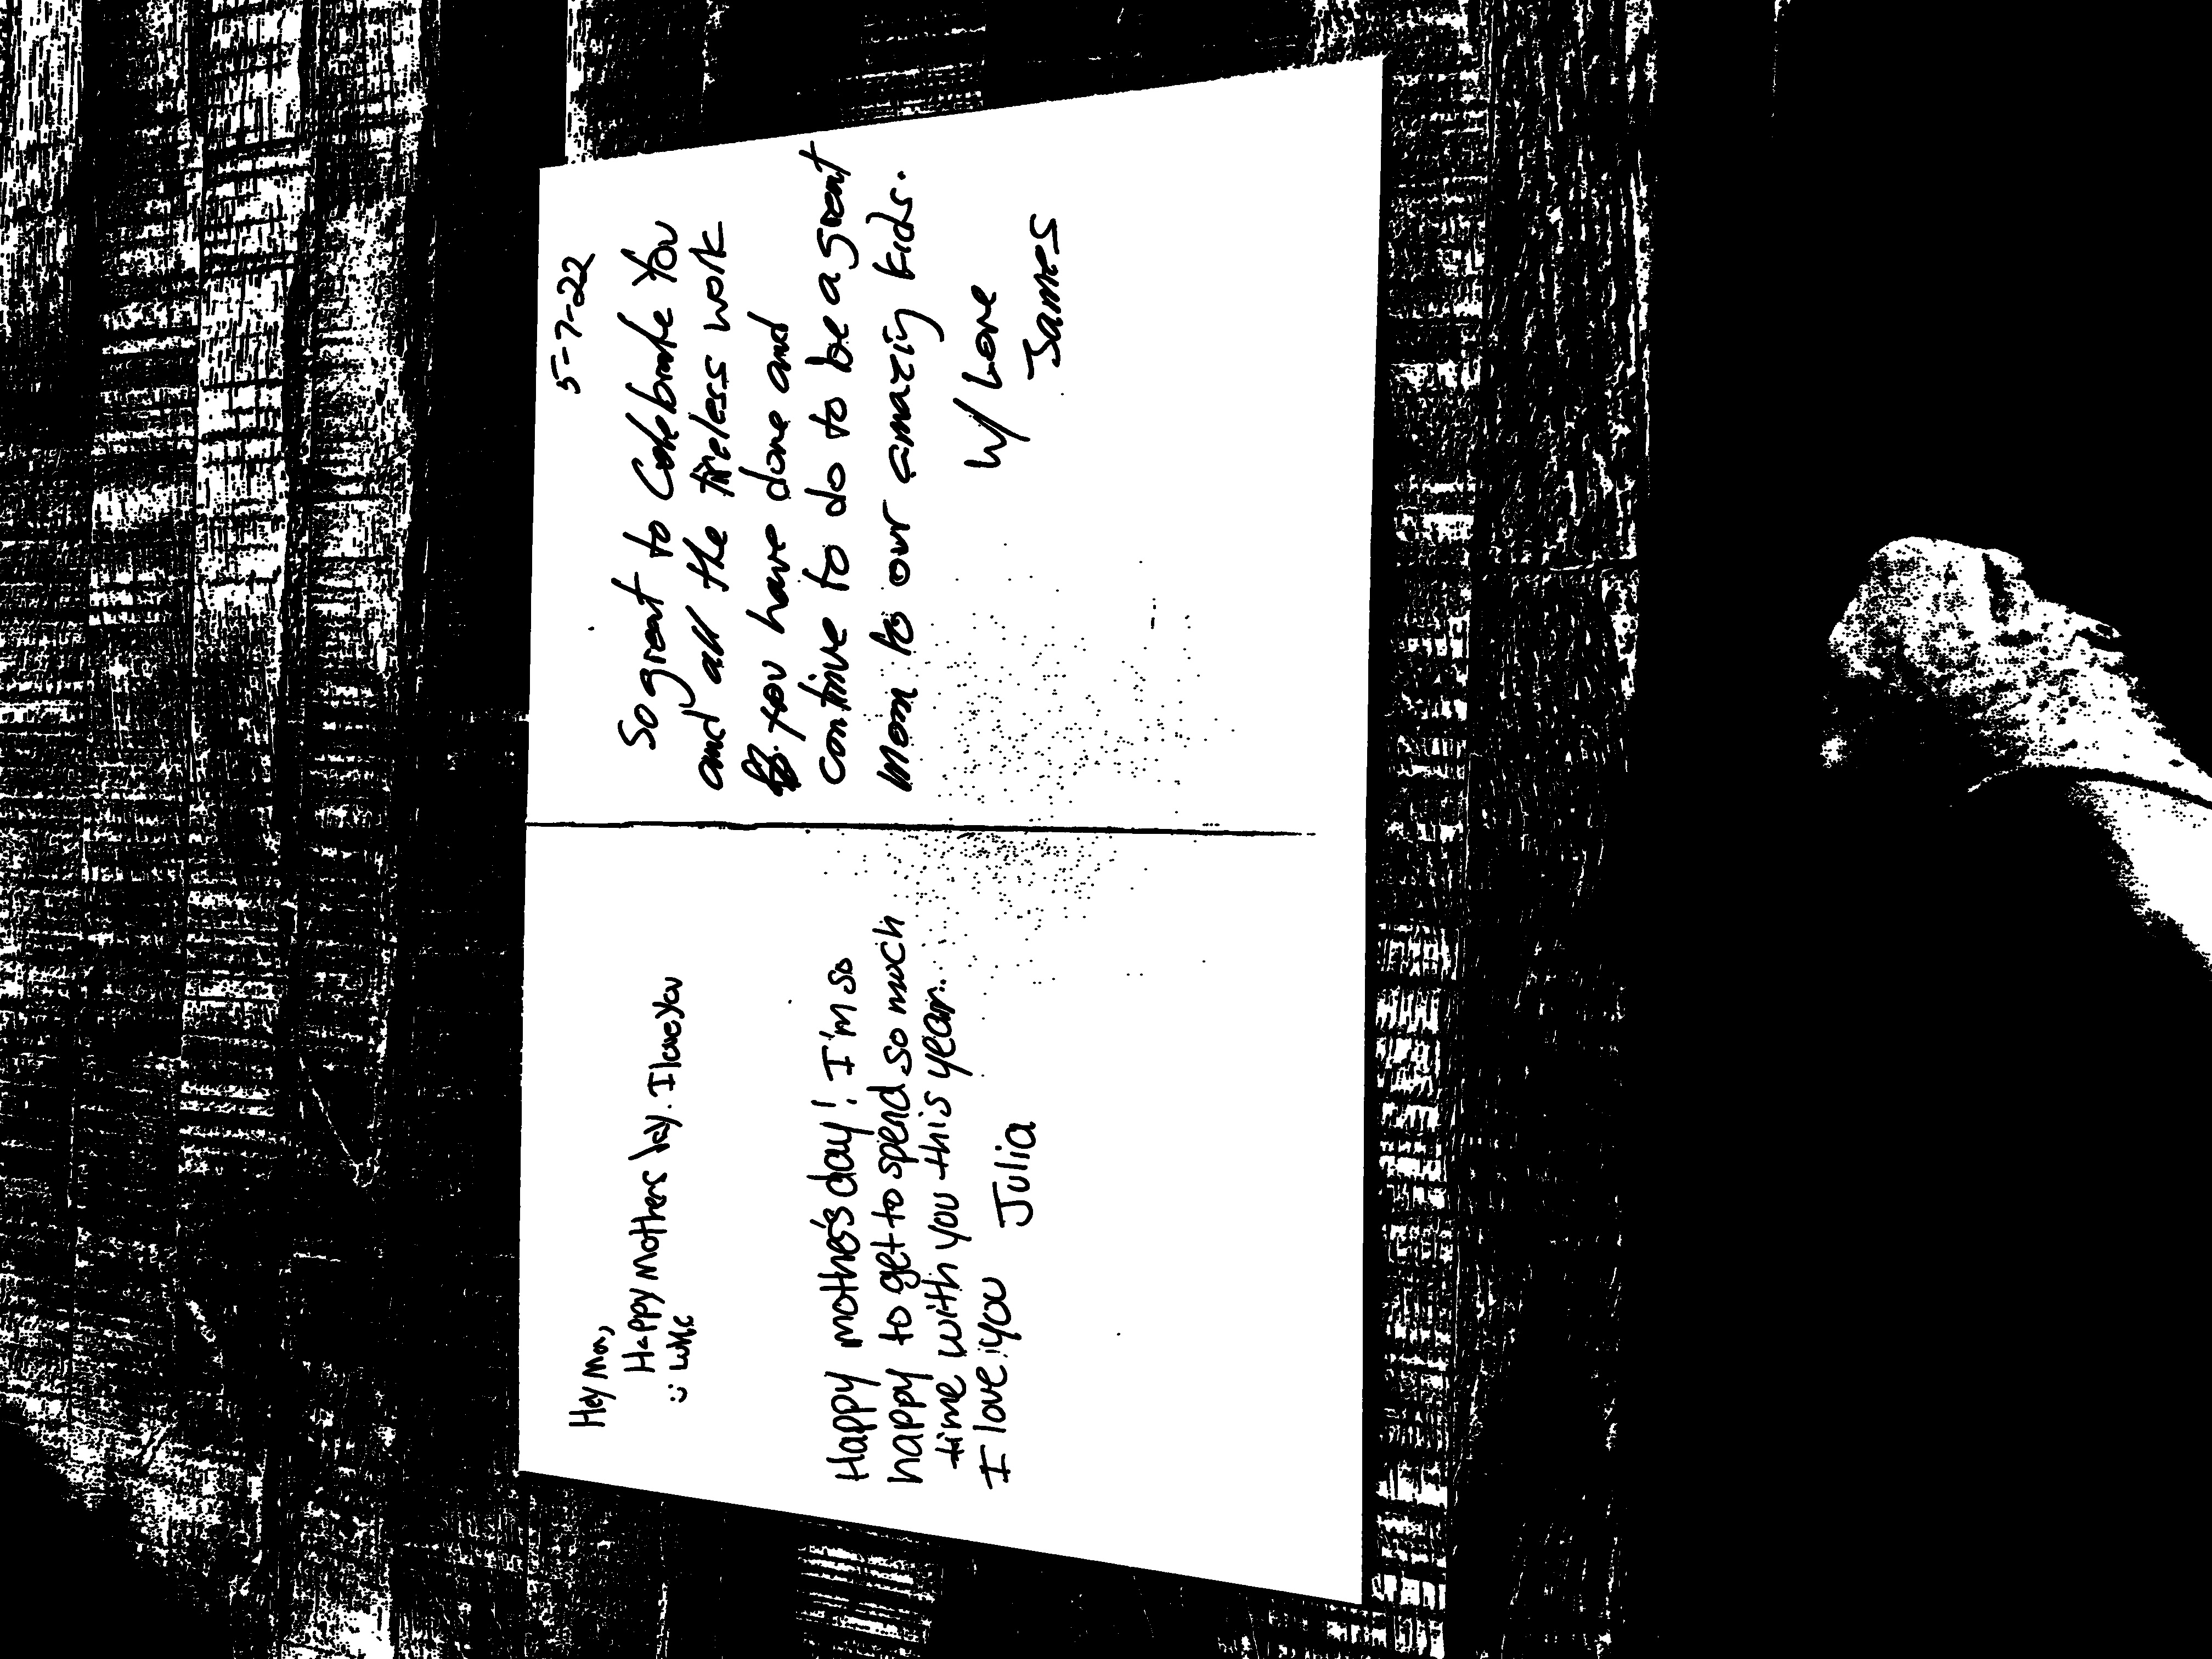 Hey Mom,
Happy Mothers Day. I love you
:)
Happy mothe's day! I'm so
happy to get to spend so much
time with you this year.
I love you Julia
5-7-22
So great to Celebrate You
and all the tireless work
you have done and
continue to do to be a great
Mom to our amazing kids.
W/ Love
James